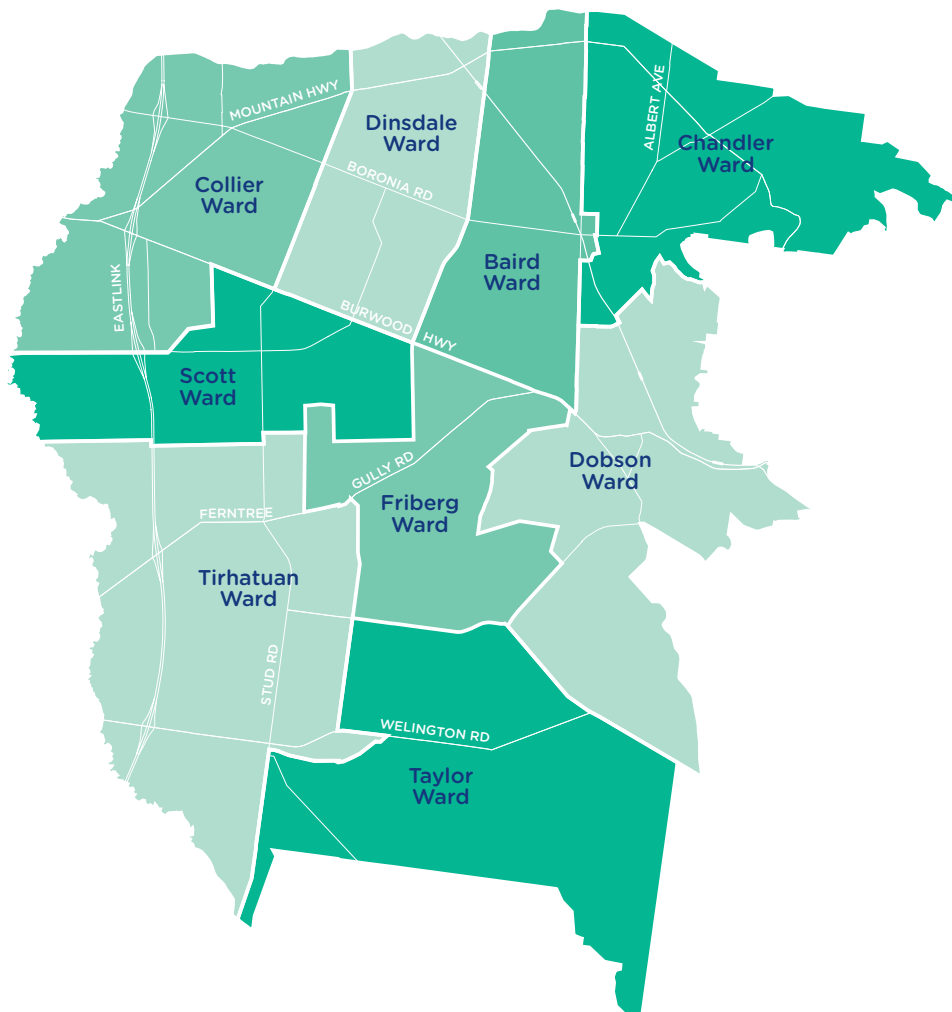 ALBERT AVE
MOUNTAIN HWY
Dinsdale
Ward
Chandler
Ward
BORONIA RD
Collier
Ward
Baird
Ward
EASTLINK
BURWOOD HWY
Scott
Ward
GULLY RD
Dobson
Ward
Friberg
Ward
FERNTREE
Tirhatuan
Ward
STUD RD
WELINGTON RD
Taylor
Ward